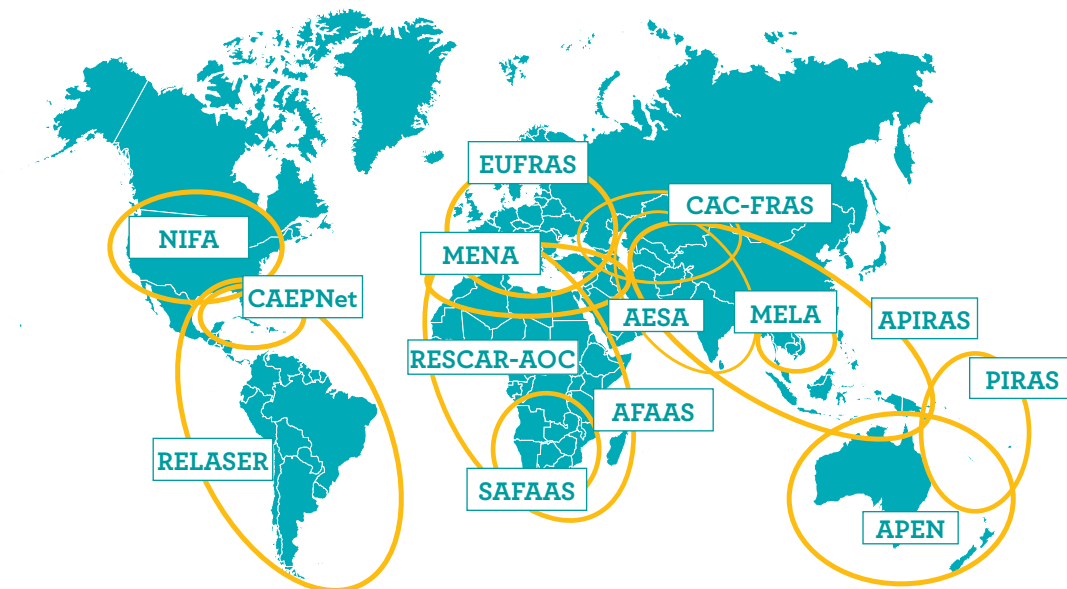 EUFRAS
CAC-FRAS
NIFA
MENA
CAEPNet
AESA
MELA
APIRAS
RESCAR-AOC
PIRAS
AFAAS
RELASER
SAFAAS
APEN